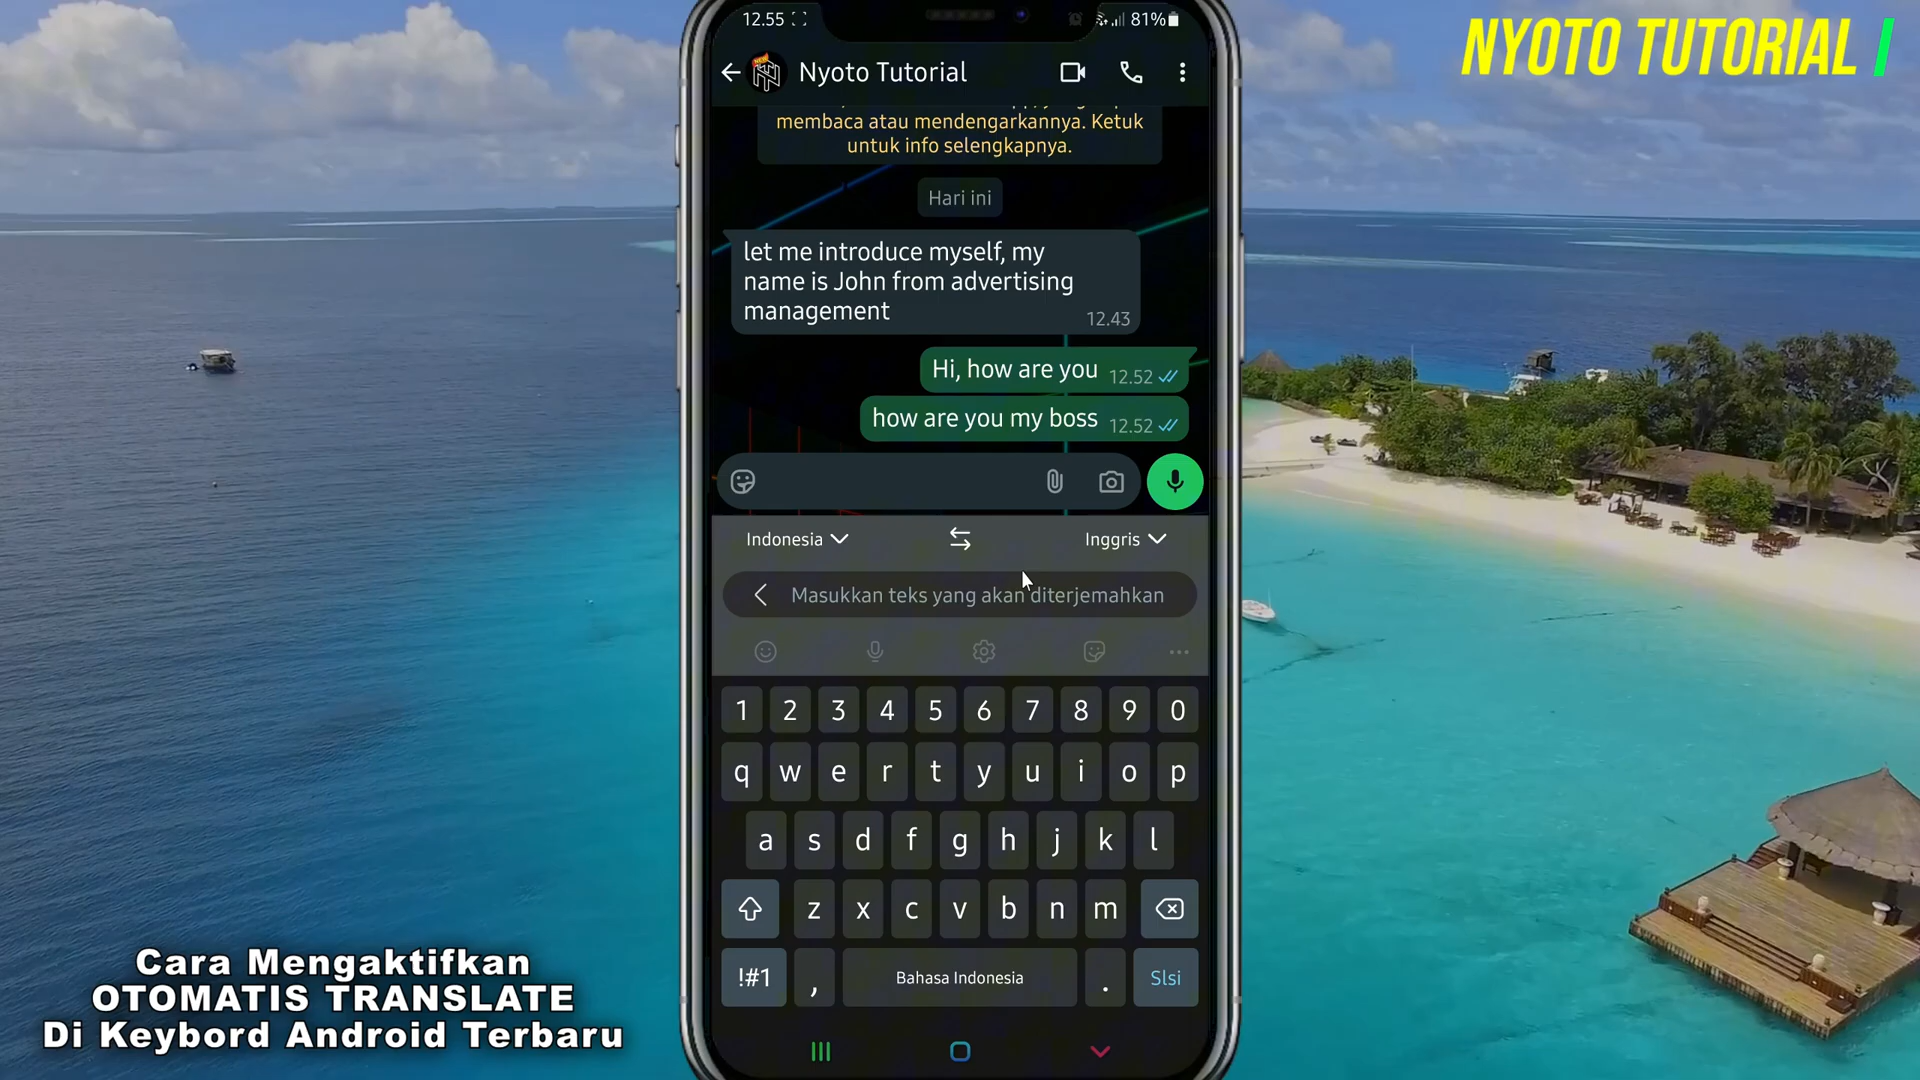 NYOTO TUTORIAL
12.55
81%
Nyoto Tutorial
membaca atau mendengarkannya. Ketuk
untuk info selengkapnya.
Hari ini
let me introduce myself, my
name is John from advertising
management
12.43
Hi, how are you 12.52
how are you my boss 12.52
Indonesia
Inggris
Masukkan teks yang akan diterjemahkan
1 2 3 4 5 6 7 8 9 0
q w e r t y u i o p
a s d f g h j k l
z x c v b n m
!#1 , Bahasa Indonesia . Slsi
Cara Mengaktifkan
OTOMATIS TRANSLATE
Di Keybord Android Terbaru